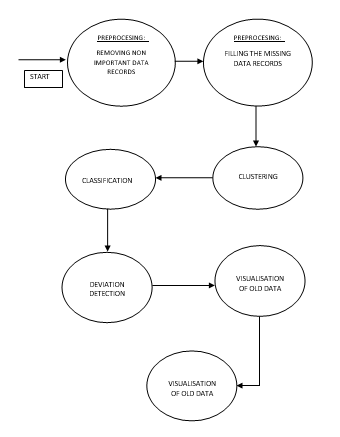 START
PREPROCESING:-
REMOVING NON
IMPORTANT DATA
RECORDS
PREPROCESING:-
FILLING THE MISSING
DATA RECORDS
CLUSTERING
CLASSIFICATION
DEVIATION
DETECTION
VISUALISATION
OF OLD DATA
VISUALISATION
OF OLD DATA